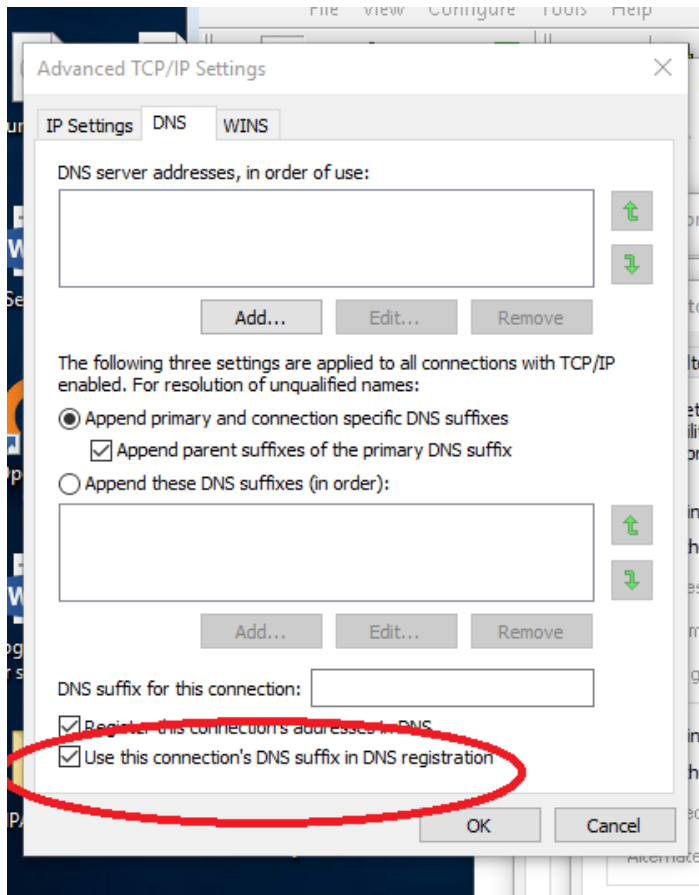 File View Configure Tools Help
Advanced TCP/IP Settings
IP Settings DNS WINS
DNS server addresses, in order of use:
Add... Edit... Remove
The following three settings are applied to all connections with TCP/IP
enabled. For resolution of unqualified names:
Append primary and connection specific DNS suffixes
Append parent suffixes of the primary DNS suffix
Append these DNS suffixes (in order):
Add... Edit... Remove
DNS suffix for this connection:
Register this connection's addresses in DNS
Use this connection's DNS suffix in DNS registration
OK Cancel